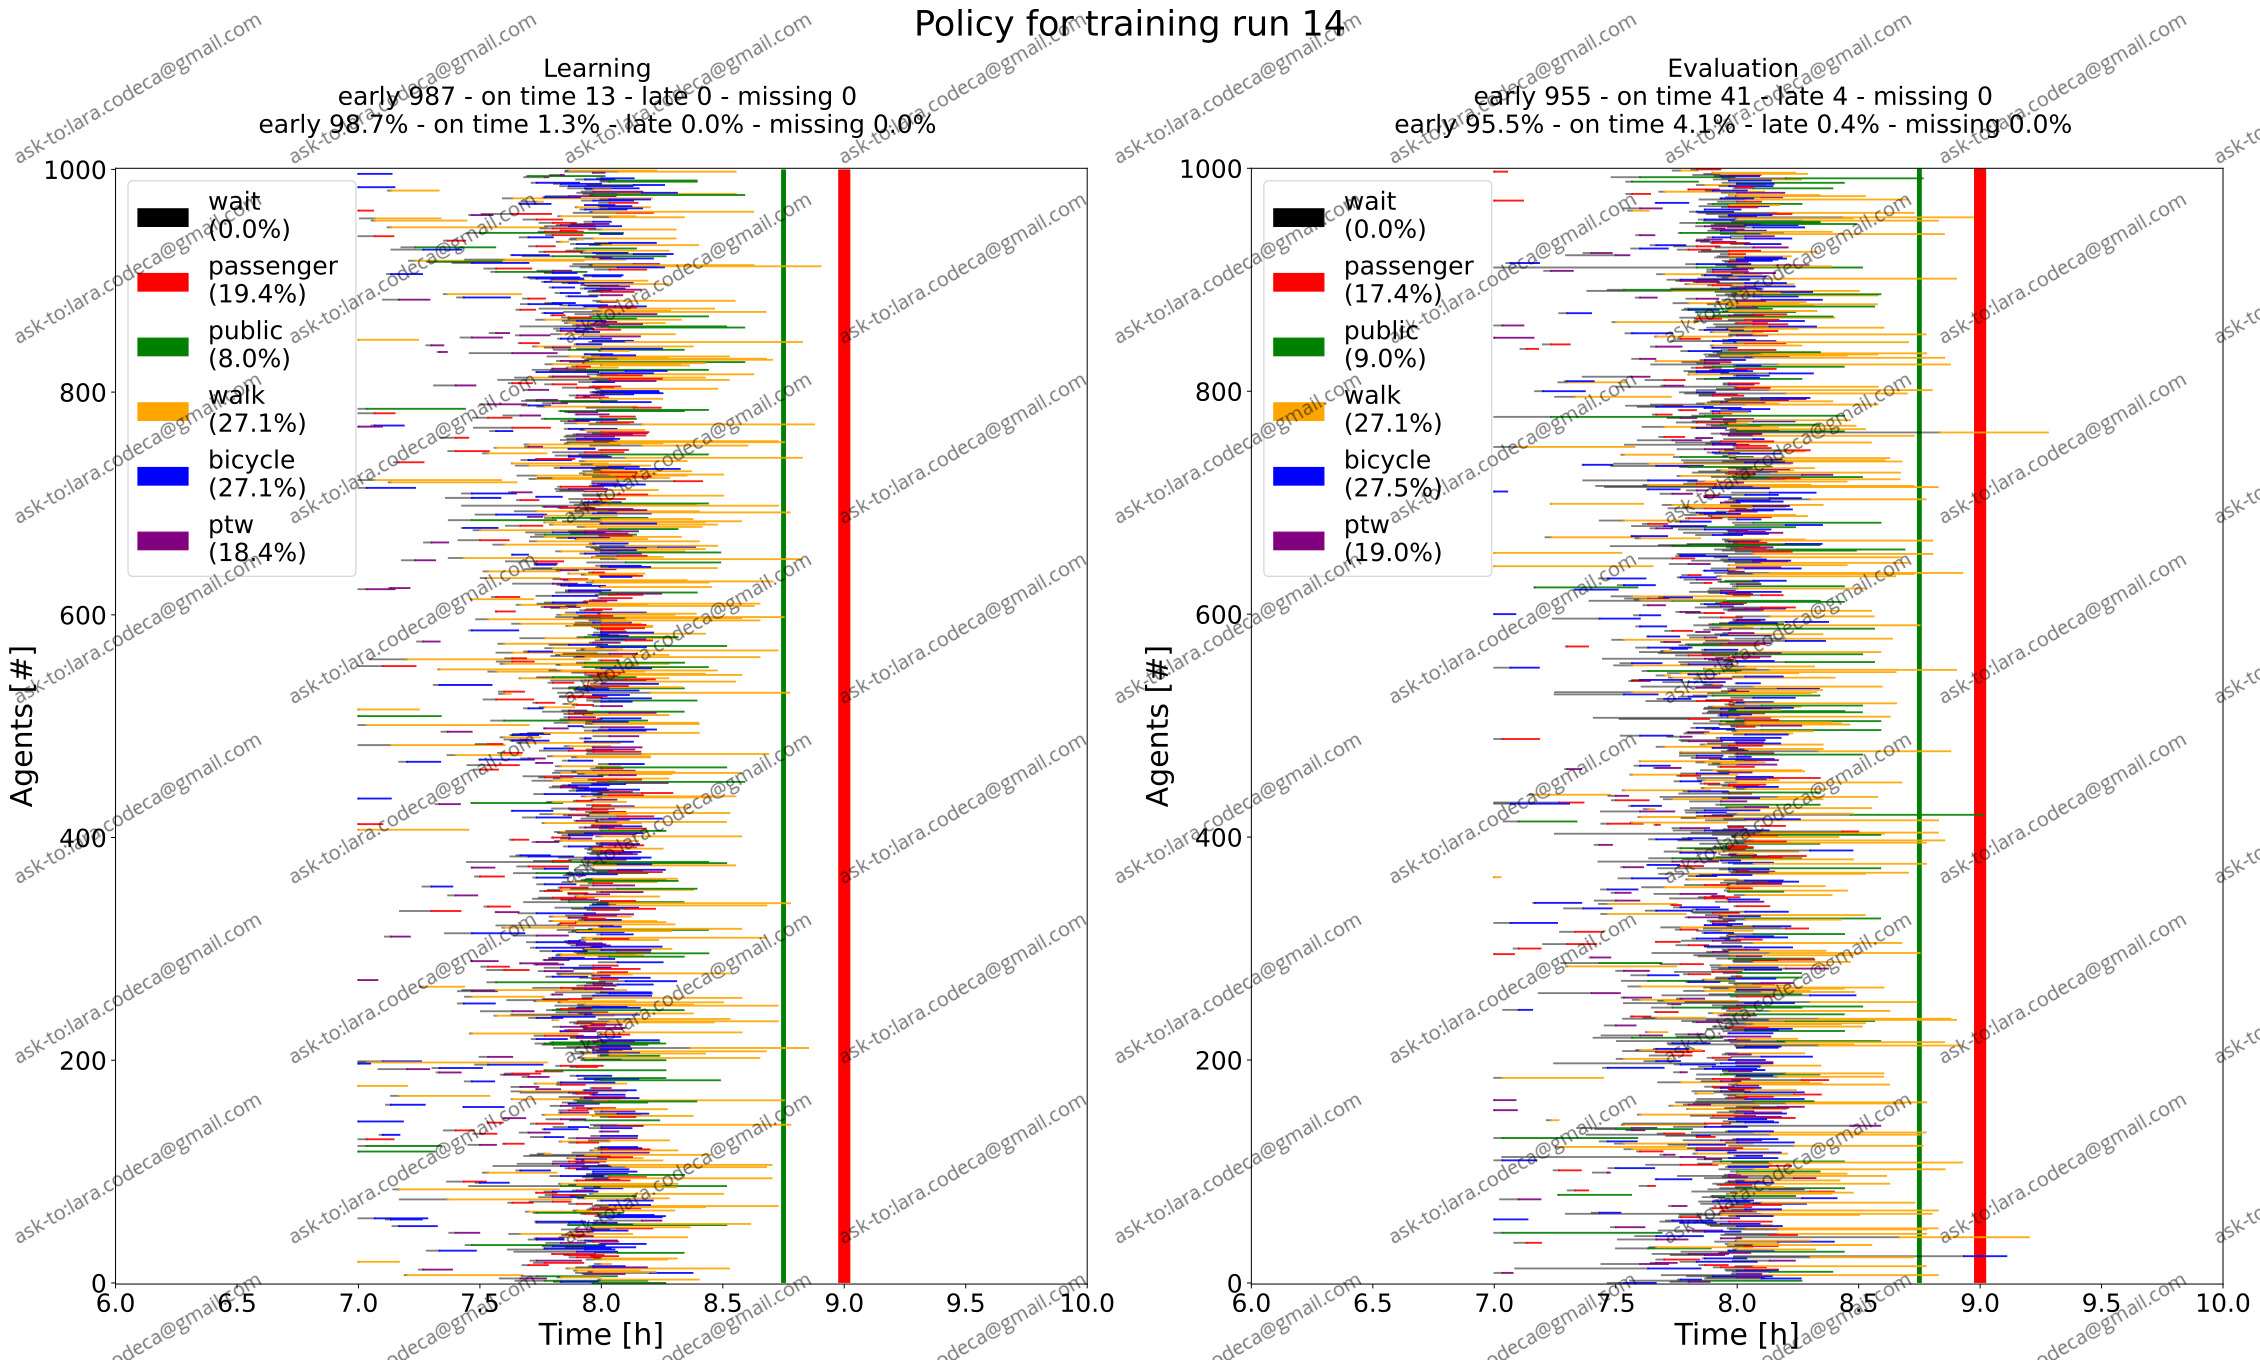 Policy for training run 14
Learning
early 987 - on time 13 - late 0 - missing 0
early 98.7% - on time 1.3% - late 0.0% - missing 0.0%
1000
800
600
400
200
0
Agents [#]
wait
(0.0%)
passenger
(19.4%)
public
(8.0%)
walk
(27.1%)
bicycle
(27.1%)
ptw
(18.4%)
6.0 6.5 7.0 7.5 8.0 8.5 9.0 9.5 10.0
Time [h]
Evaluation
early 955 - on time 41 - late 4 - missing 0
early 95.5% - on time 4.1% - late 0.4% - missing 0.0%
1000
800
600
400
200
0
Agents [#]
wait
(0.0%)
passenger
(17.4%)
public
(9.0%)
walk
(27.1%)
bicycle
(27.5%)
ptw
(19.0%)
6.0 6.5 7.0 7.5 8.0 8.5 9.0 9.5 10.0
Time [h]
ask-to:lara.codeca@gmail.com